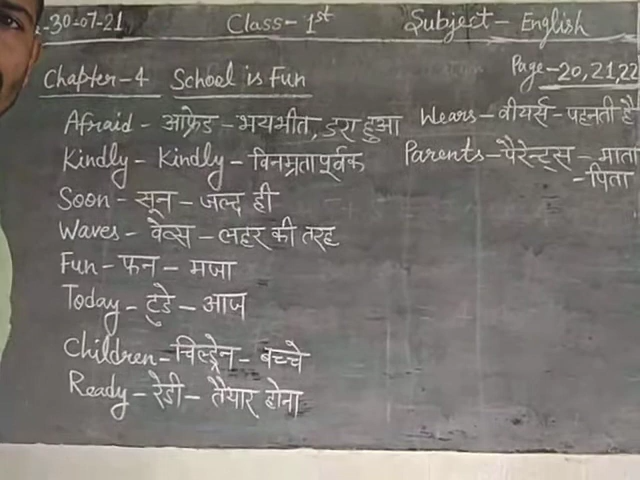 -30-07-21 Class-1st Subject-English
Chapter-4 School is Fun Page-20,21,22
Afraid-आफ्रेड-भयभीत, डरा हुआ
Kindly-Kindly-विनम्रतापूर्वक
Soon-सून-जल्द ही
Waves-वैव्स-लहर की तरह
Fun-फन-मजा
Today-टुडे-आज
Children-चिल्ड्रेन-बच्चे
Ready-रेडी-तैयार होना
Wears-वीयर्स-पहनती है
Parents-पैरेन्ट्स-माता
-पिता